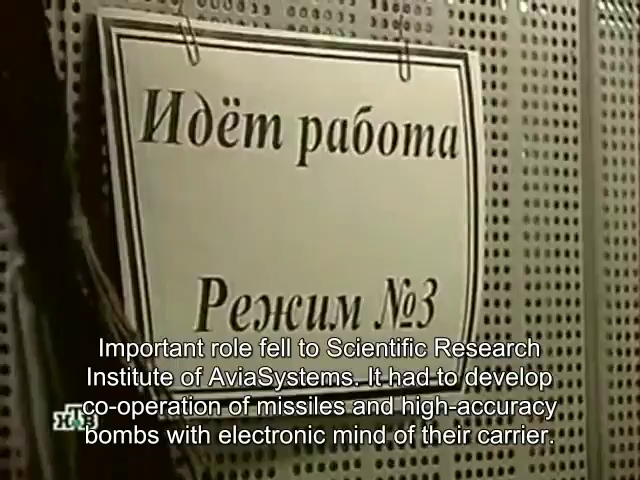 Идёт работа
Режим №3
Important role fell to Scientific Research
Institute of AviaSystems. It had to develop
co-operation of missiles and high-accuracy
bombs with electronic mind of their carrier.
НТВ